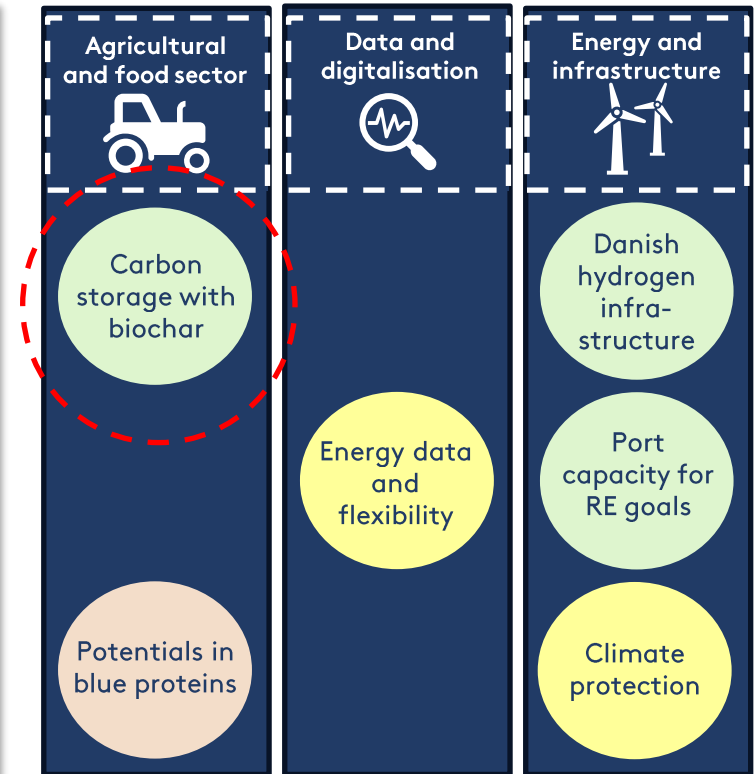 Agricultural
and food sector
Data and
digitalisation
Energy and
infrastructure
Carbon
storage with
biochar
Danish
hydrogen
infra-
structure
Energy data
and
flexibility
Port
capacity for
RE goals
Potentials in
blue proteins
Climate
protection